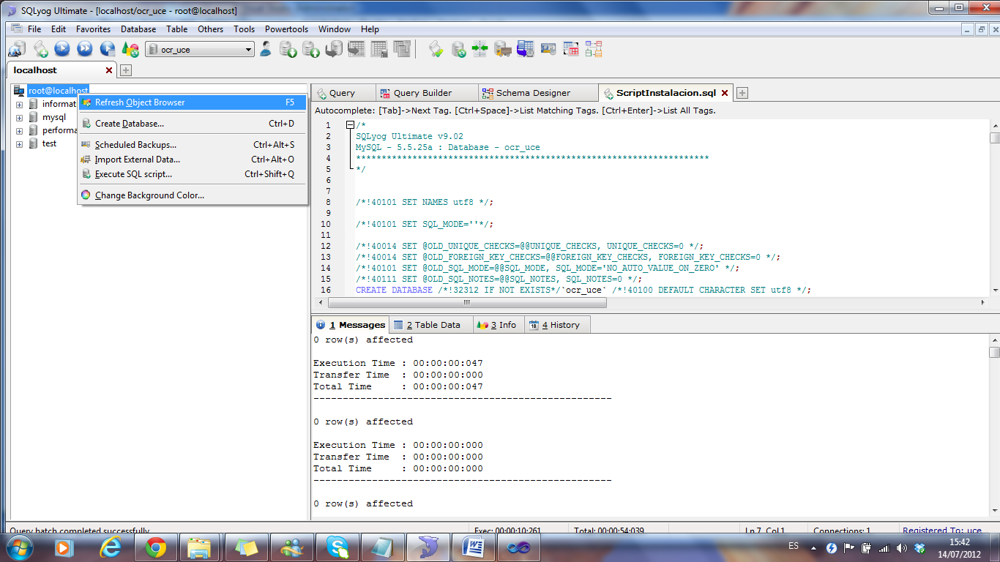 SQLyog Ultimate - [localhost/ocr_uce - root@localhost]
File Edit Favorites Database Table Others Tools Powertools Window Help
ocr_uce
localhost
root@localhost
informat
mysql
performa
test
Refresh Object Browser F5
Create Database... Ctrl+D
Scheduled Backups... Ctrl+Alt+S
Import External Data... Ctrl+Alt+O
Execute SQL script... Ctrl+Shift+Q
Change Background Color...
Query Query Builder Schema Designer ScriptInstalacion.sql
Autocomplete: [Tab]->Next Tag. [Ctrl+Space]->List Matching Tags. [Ctrl+Enter]->List All Tags.
1 /*
2 SQLyog Ultimate v9.02
3 MySQL - 5.5.25a : Database - ocr_uce
4 *********************************************************************
5 */
6
7
8 /*!40101 SET NAMES utf8 */;
9
10 /*!40101 SET SQL_MODE=''*/;
11
12 /*!40014 SET @OLD_UNIQUE_CHECKS=@@UNIQUE_CHECKS, UNIQUE_CHECKS=0 */;
13 /*!40014 SET @OLD_FOREIGN_KEY_CHECKS=@@FOREIGN_KEY_CHECKS, FOREIGN_KEY_CHECKS=0 */;
14 /*!40101 SET @OLD_SQL_MODE=@@SQL_MODE, SQL_MODE='NO_AUTO_VALUE_ON_ZERO' */;
15 /*!40111 SET @OLD_SQL_NOTES=@@SQL_NOTES, SQL_NOTES=0 */;
16 CREATE DATABASE /*!32312 IF NOT EXISTS*/`ocr_uce` /*!40100 DEFAULT CHARACTER SET utf8 */;
1 Messages 2 Table Data 3 Info 4 History
0 row(s) affected
Execution Time : 00:00:00:047
Transfer Time : 00:00:00:000
Total Time : 00:00:00:047
---------------------------------------------------
0 row(s) affected
Execution Time : 00:00:00:000
Transfer Time : 00:00:00:000
Total Time : 00:00:00:000
---------------------------------------------------
0 row(s) affected
Query batch completed successfully Exec: 00:00:10:261 Total: 00:00:54:039 Ln 7, Col 1 Connections: 1 Registered To: uce
ES 15:42
14/07/2012